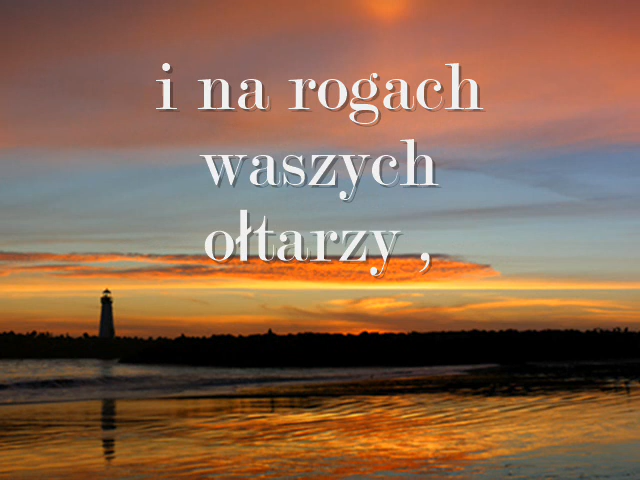 i na rogach
waszych
ołtarzy ,